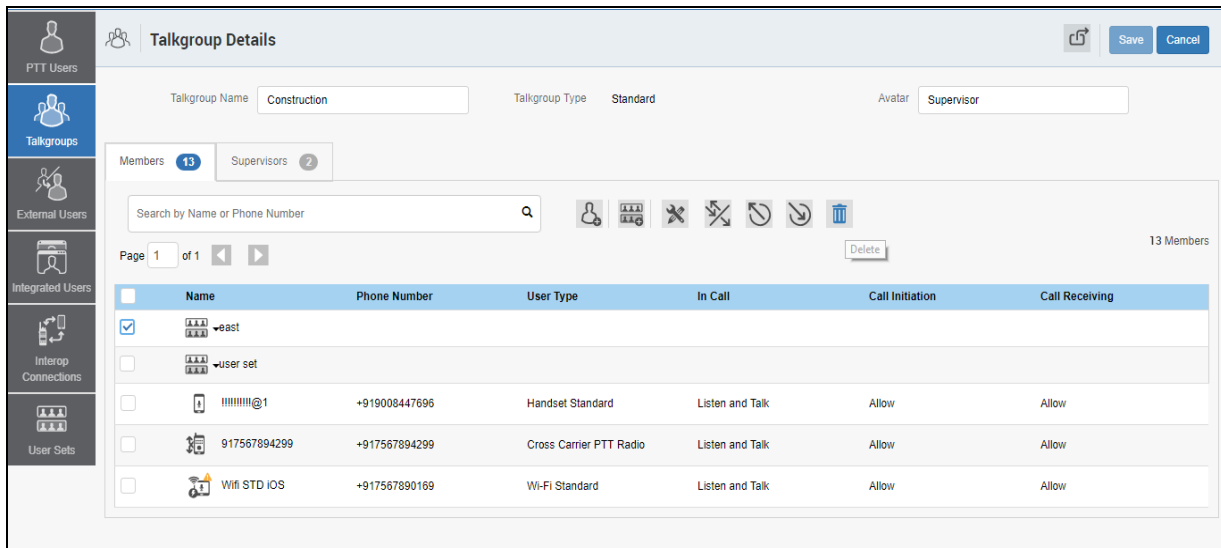 PTT Users
Talkgroups
External Users
Integrated Users
Interop
Connections
User Sets
Talkgroup Details
Save Cancel
Talkgroup Name Construction Talkgroup Type Standard Avatar Supervisor
Members 13 Supervisors 2
Search by Name or Phone Number
Page 1 of 1
Delete
13 Members
Name Phone Number User Type In Call Call Initiation Call Receiving
east
user set
!!!!!!!!!!@1 +919008447696 Handset Standard Listen and Talk Allow Allow
917567894299 +917567894299 Cross Carrier PTT Radio Listen and Talk Allow Allow
Wifi STD iOS +917567890169 Wi-Fi Standard Listen and Talk Allow Allow